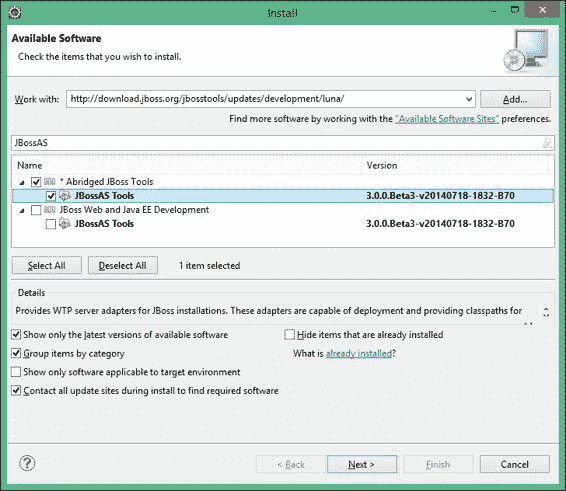 Install
Available Software
Check the items that you wish to install.
Work with: http://download.jboss.org/jbosstools/updates/development/luna/ Add...
Find more software by working with the "Available Software Sites" preferences.
JBossAS
Name Version
* Abridged JBoss Tools
JBossAS Tools 3.0.0.Beta3-v20140718-1832-B70
JBoss Web and Java EE Development
JBossAS Tools 3.0.0.Beta3-v20140718-1832-B70
Select All Deselect All 1 item selected
Details
Provides WTP server adapters for JBoss installations. These adapters are capable of deployment and providing classpaths for
Show only the latest versions of available software Hide items that are already installed
Group items by category What is already installed?
Show only software applicable to target environment
Contact all update sites during install to find required software
? < Back Next > Finish Cancel